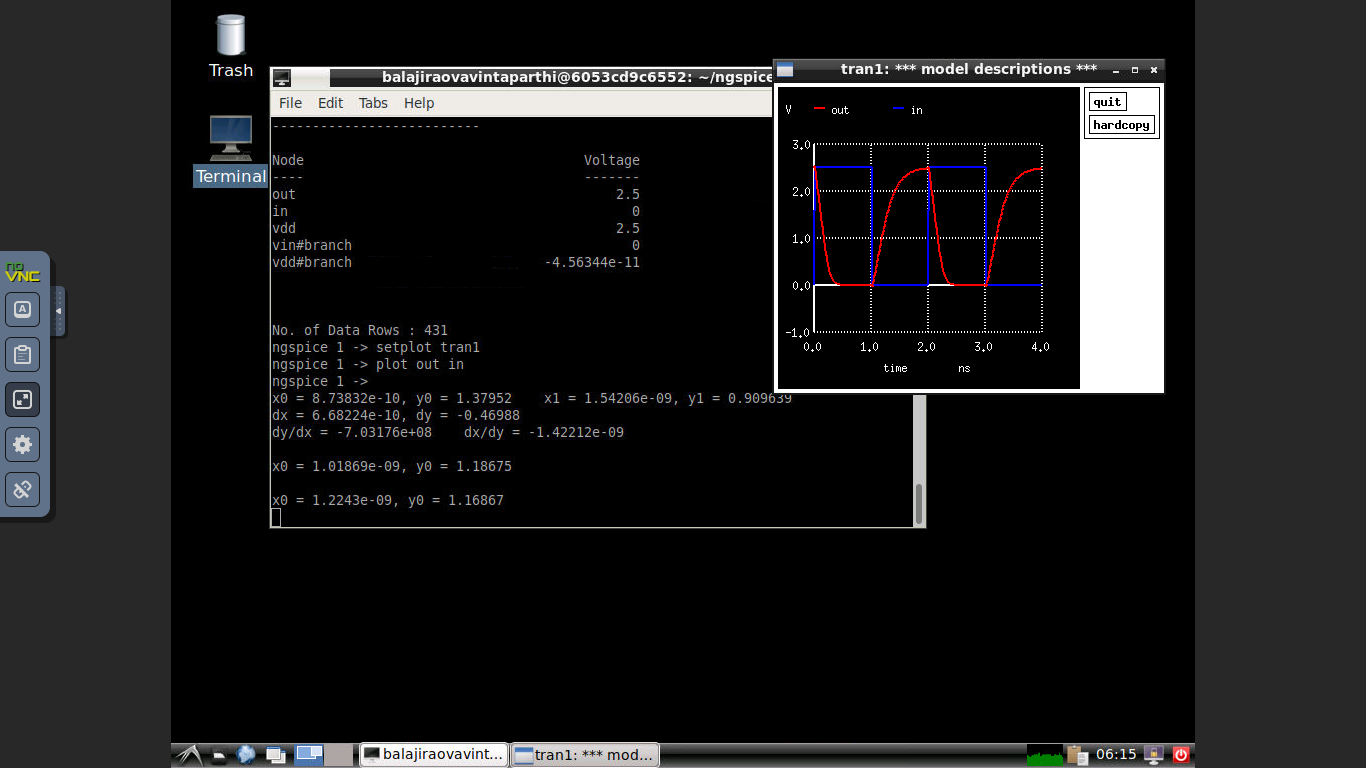 Trash
Terminal
no
VNC
A
balajiraovavintaparthi@6053cd9c6552: ~/ngspice
File Edit Tabs Help
--------------------------
Node Voltage
---- -------
out 2.5
in 0
vdd 2.5
vin#branch 0
vdd#branch -4.56344e-11
No. of Data Rows : 431
ngspice 1 -> setplot tran1
ngspice 1 -> plot out in
ngspice 1 ->
x0 = 8.73832e-10, y0 = 1.37952 x1 = 1.54206e-09, y1 = 0.909639
dx = 6.68224e-10, dy = -0.46988
dy/dx = -7.03176e+08 dx/dy = -1.42212e-09
x0 = 1.01869e-09, y0 = 1.18675
x0 = 1.2243e-09, y0 = 1.16867
tran1: *** model descriptions ***
V out in
quit
hardcopy
3.0
2.0
1.0
0.0
-1.0
0.0 1.0 2.0 3.0 4.0
time ns
balajiraovavint...
tran1: *** mod...
06:15